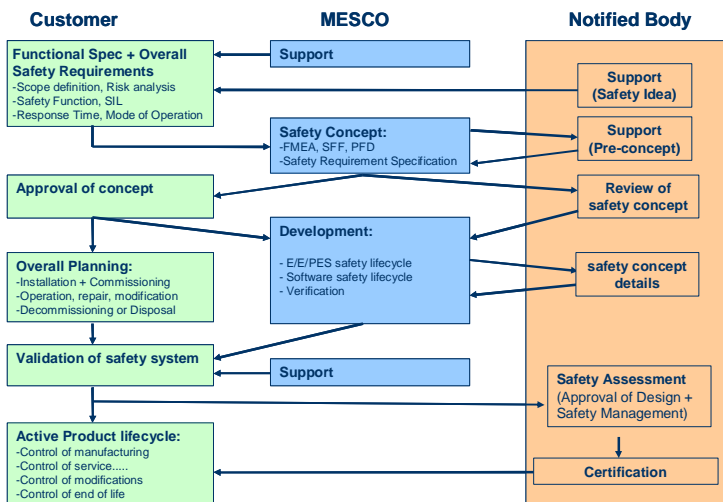 Customer
MESCO
Notified Body
Functional Spec + Overall
Safety Requirements
-Scope definition, Risk analysis
-Safety Function, SIL
-Response Time, Mode of Operation
Support
Support
(Safety Idea)
Safety Concept:
-FMEA, SFF, PFD
-Safety Requirement Specification
Support
(Pre-concept)
Approval of concept
Review of
safety concept
Development:
- E/E/PES safety lifecycle
- Software safety lifecycle
- Verification
Overall Planning:
-Installation + Commissioning
-Operation, repair, modification
-Decommissioning or Disposal
safety concept
details
Validation of safety system
Support
Safety Assessment
(Approval of Design +
Safety Management)
Active Product lifecycle:
-Control of manufacturing
-Control of service.....
-Control of modifications
-Control of end of life
Certification